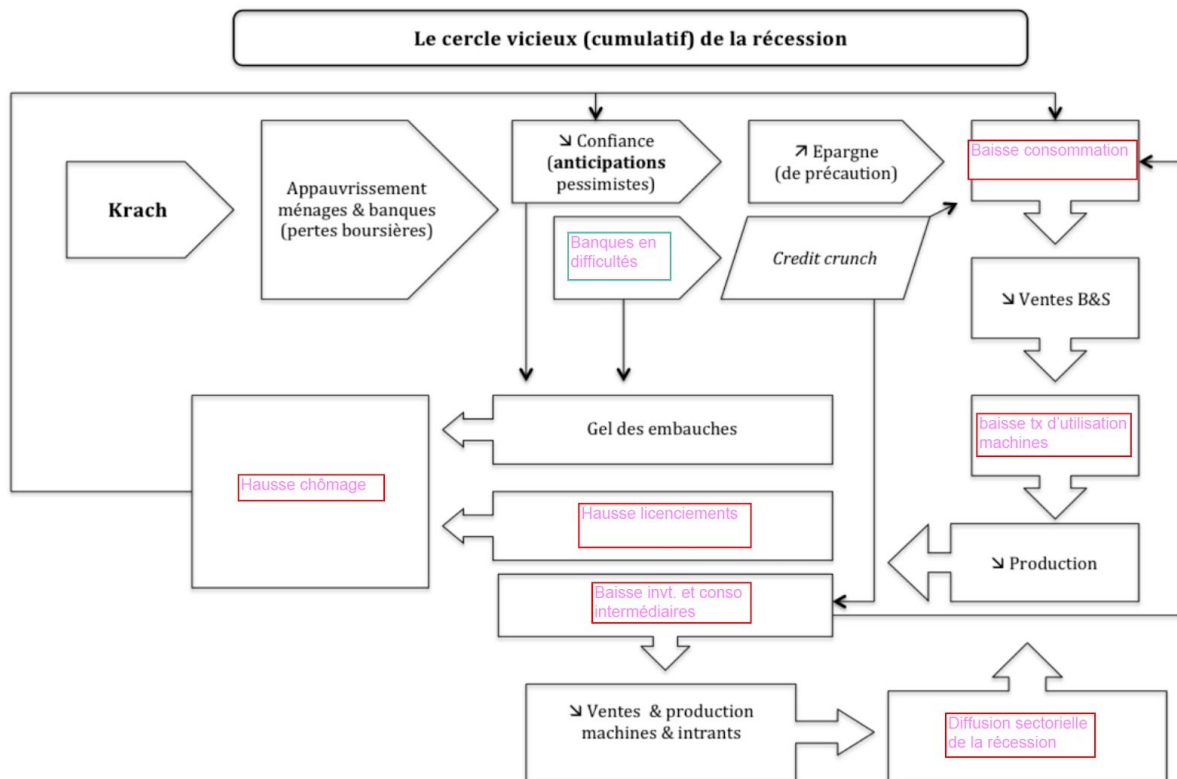 Le cercle vicieux (cumulatif) de la récession
Krach
Appauvrissement
ménages & banques
(pertes boursières)
↘ Confiance
(anticipations
pessimistes)
↗ Epargne
(de précaution)
Baisse consommation
Banques en
difficultés
Credit crunch
↘ Ventes B&S
baisse tx d'utilisation
machines
↘ Production
Gel des embauches
Hausse licenciements
Hausse chômage
Baisse invt. et conso
intermédiaires
↘ Ventes & production
machines & intrants
Diffusion sectorielle
de la récession